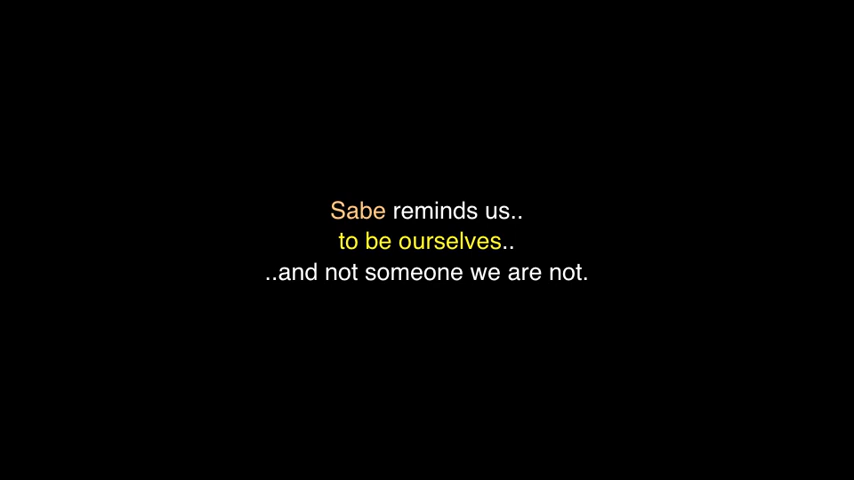 Sabe reminds us..
to be ourselves..
..and not someone we are not.